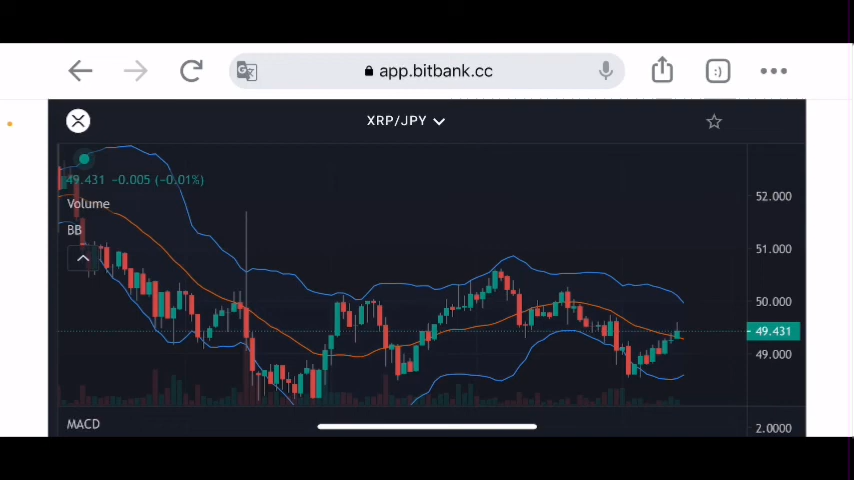 app.bitbank.cc
XRP/JPY
49.431 −0.005 (−0.01%)
Volume
BB
52.000
51.000
50.000
49.431
49.000
MACD
2.0000